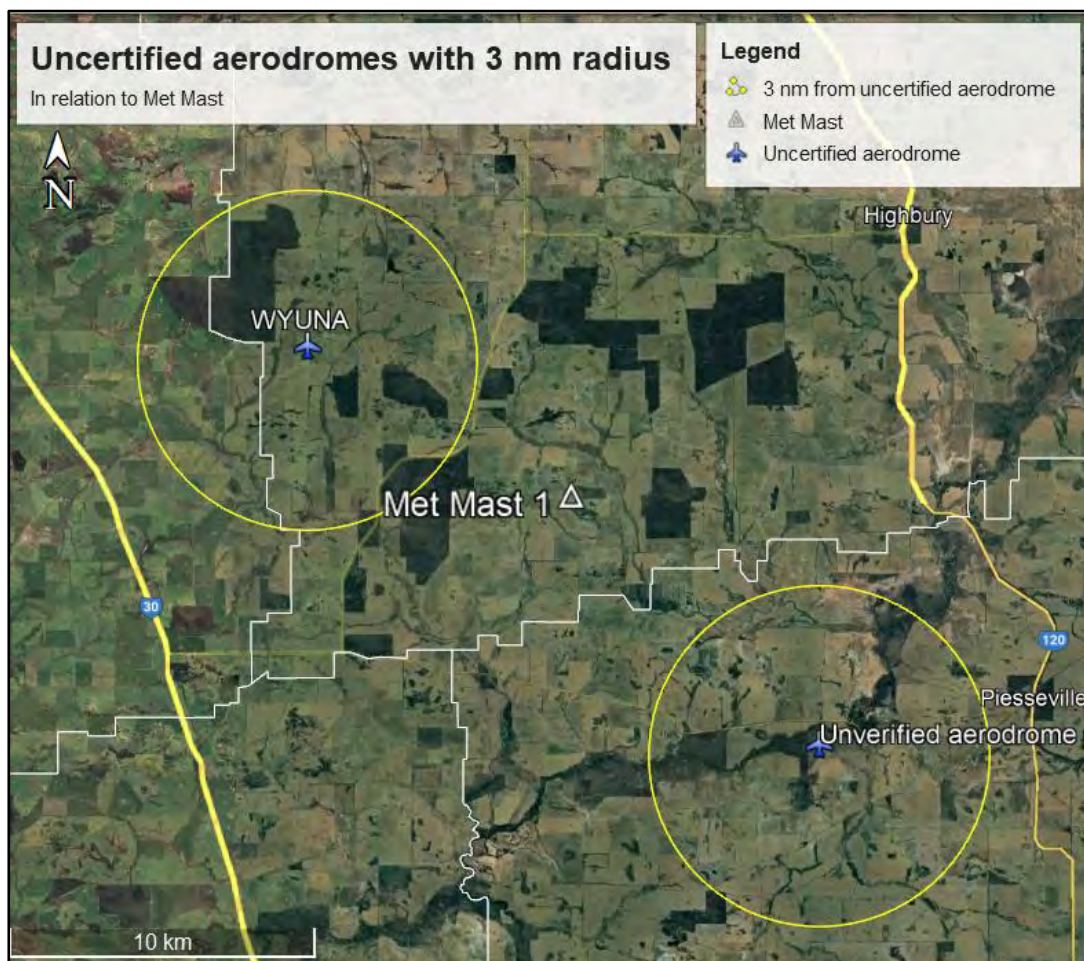 Uncertified aerodromes with 3 nm radius
In relation to Met Mast
Legend
3 nm from uncertified aerodrome
Met Mast
Uncertified aerodrome
N
Highbury
WYUNA
Met Mast 1
30
120
Piesseville
Unverified aerodrome
10 km